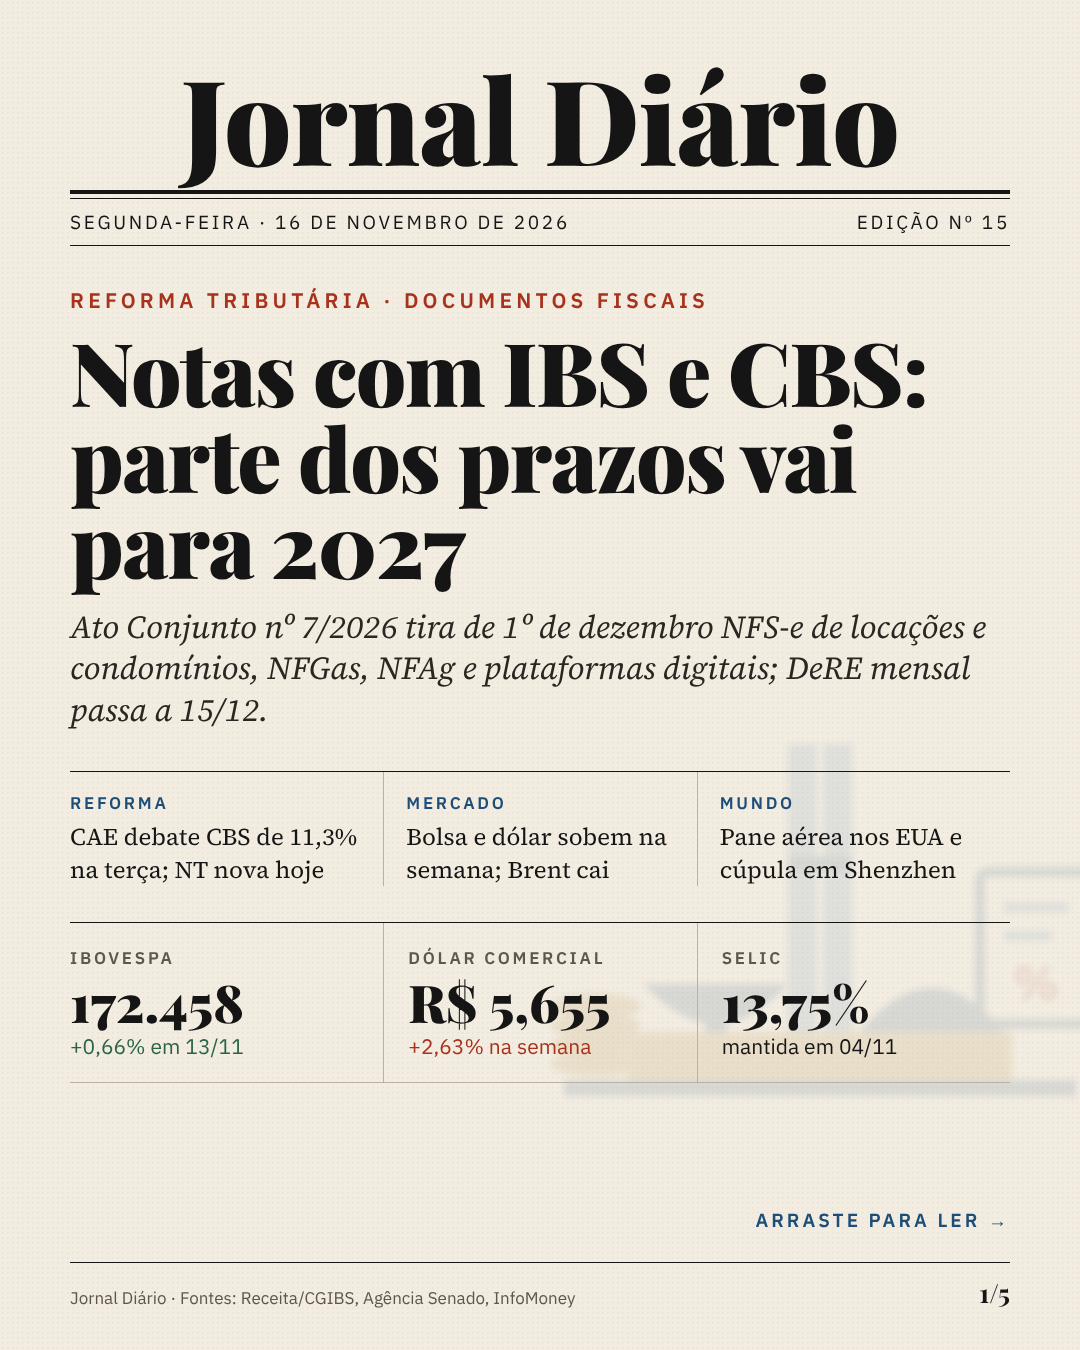 Jornal Diário
SEGUNDA-FEIRA · 16 DE NOVEMBRO DE 2026
EDIÇÃO Nº 15
REFORMA TRIBUTÁRIA · DOCUMENTOS FISCAIS
Notas com IBS e CBS:
parte dos prazos vai
para 2027
Ato Conjunto nº 7/2026 tira de 1º de dezembro NFS-e de locações e
condomínios, NFGas, NFAg e plataformas digitais; DeRE mensal
passa a 15/12.
REFORMA
CAE debate CBS de 11,3%
na terça; NT nova hoje
MERCADO
Bolsa e dólar sobem na
semana; Brent cai
MUNDO
Pane aérea nos EUA e
cúpula em Shenzhen
IBOVESPA
172.458
+0,66% em 13/11
DÓLAR COMERCIAL
R$ 5,655
+2,63% na semana
SELIC
13,75%
mantida em 04/11
%
ARRASTE PARA LER →
Jornal Diário · Fontes: Receita/CGIBS, Agência Senado, InfoMoney
1/5